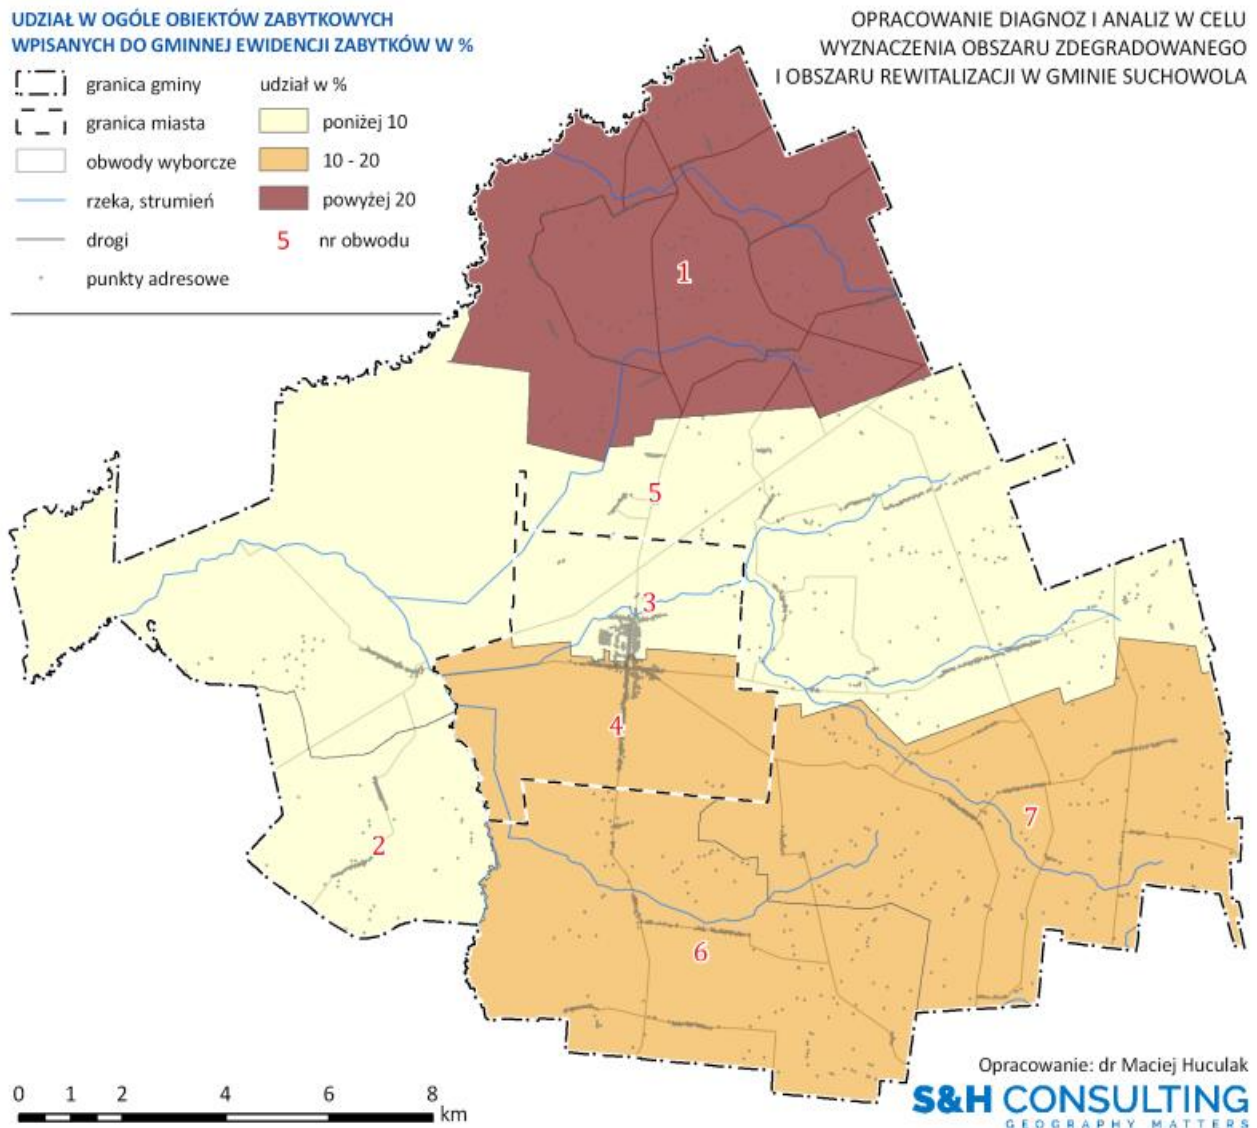 UDZIAŁ W OGÓLE OBIEKTÓW ZABYTKOWYCH
WPISANYCH DO GMINNEJ EWIDENCJI ZABYTKÓW W %
OPRACOWANIE DIAGNOZ I ANALIZ W CELU
WYZNACZENIA OBSZARU ZDEGRADOWANEGO
I OBSZARU REWITALIZACJI W GMINIE SUCHOWOLA
granica gminy
granica miasta
obwody wyborcze
rzeka, strumień
drogi
punkty adresowe
udział w %
poniżej 10
10 - 20
powyżej 20
5 nr obwodu
1
5
3
4
2
7
6
0 1 2 4 6 8
km
Opracowanie: dr Maciej Huculak
S&H CONSULTING
GEOGRAPHY MATTERS